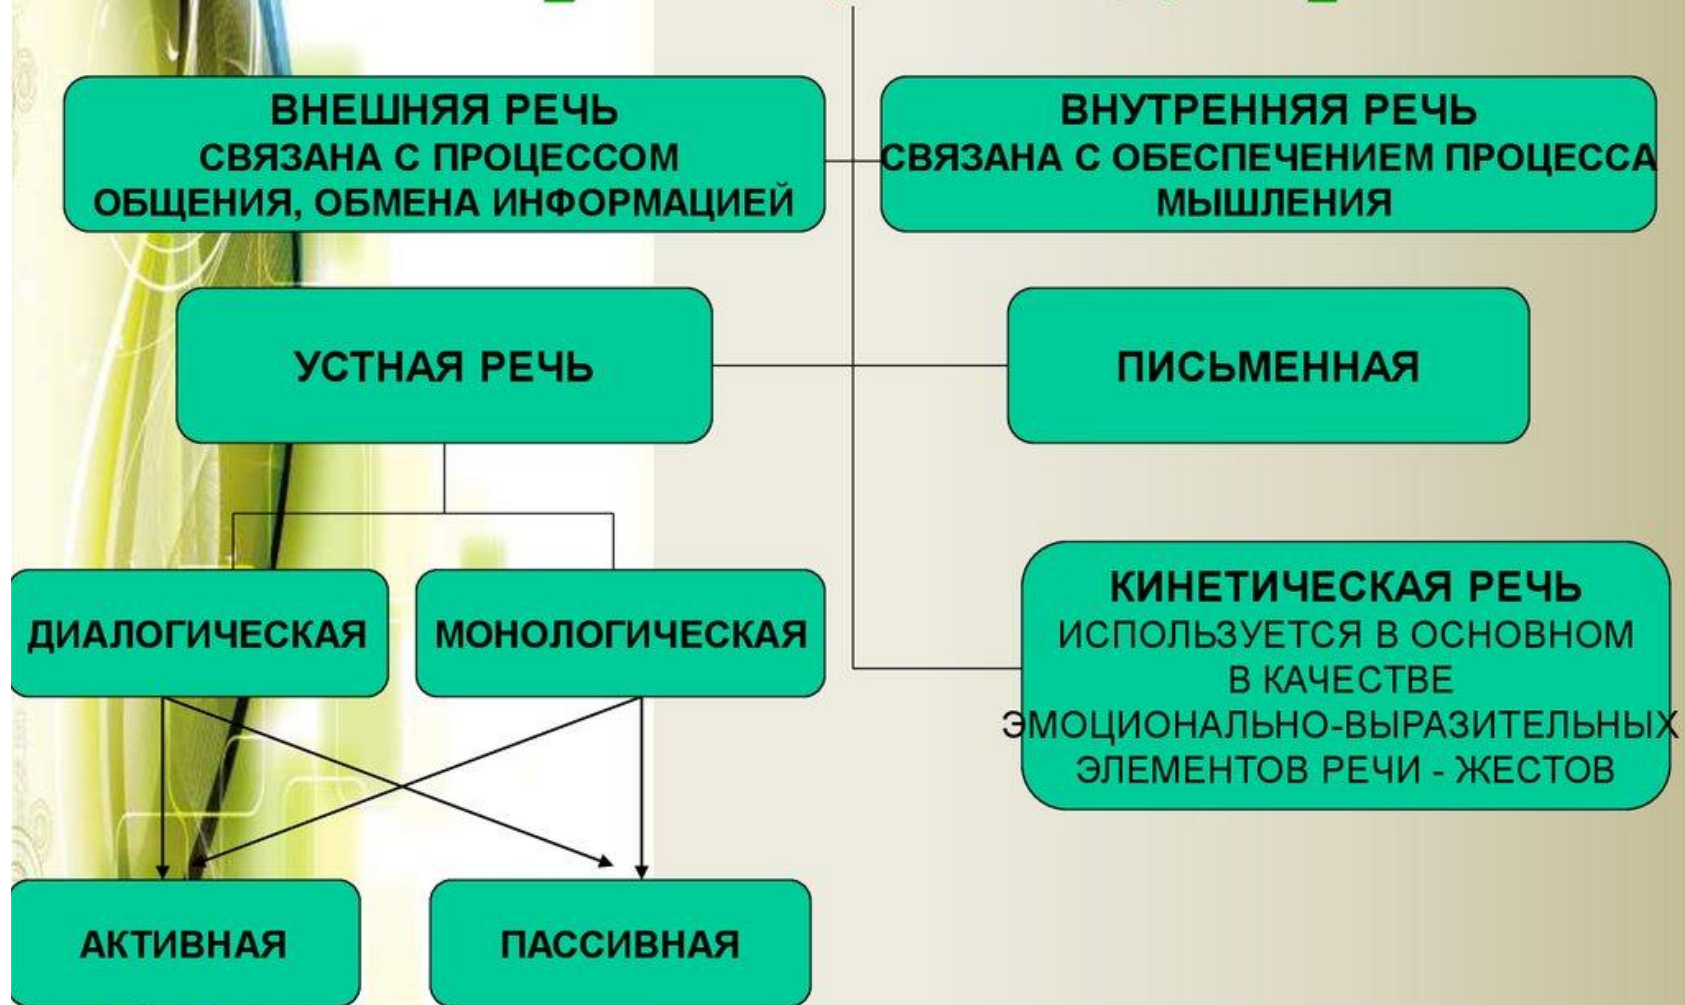 ВНЕШНЯЯ РЕЧЬ
СВЯЗАНА С ПРОЦЕССОМ
ОБЩЕНИЯ, ОБМЕНА ИНФОРМАЦИЕЙ
ВНУТРЕННЯЯ РЕЧЬ
СВЯЗАНА С ОБЕСПЕЧЕНИЕМ ПРОЦЕССА
МЫШЛЕНИЯ
УСТНАЯ РЕЧЬ
ПИСЬМЕННАЯ
ДИАЛОГИЧЕСКАЯ
МОНОЛОГИЧЕСКАЯ
КИНЕТИЧЕСКАЯ РЕЧЬ
ИСПОЛЬЗУЕТСЯ В ОСНОВНОМ
В КАЧЕСТВЕ
ЭМОЦИОНАЛЬНО-ВЫРАЗИТЕЛЬНЫХ
ЭЛЕМЕНТОВ РЕЧИ - ЖЕСТОВ
АКТИВНАЯ
ПАССИВНАЯ